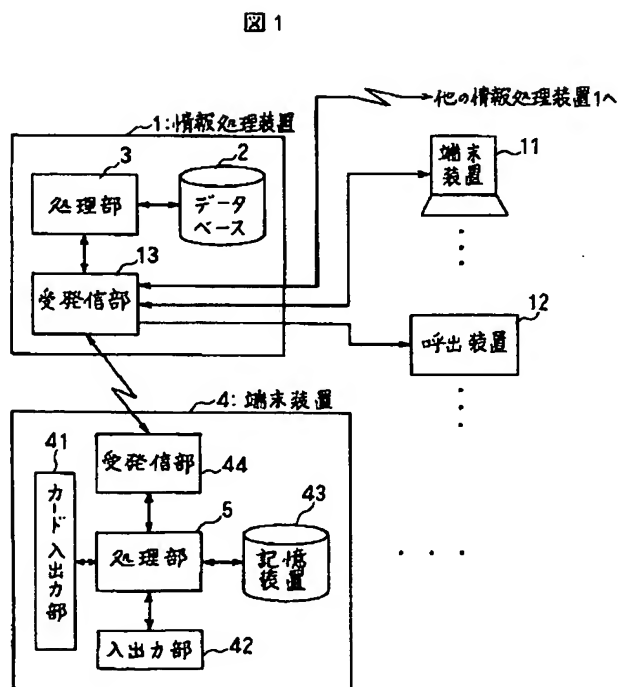 図1
他の情報処理装置1へ
1:情報処理装置
3
2
端末
装置
11
処理部
データ
ベース
13
受発信部
12
呼出装置
4:端末装置
41
受発信部
44
カード入出力部
5
43
処理部
記憶
装置
入出力部
42